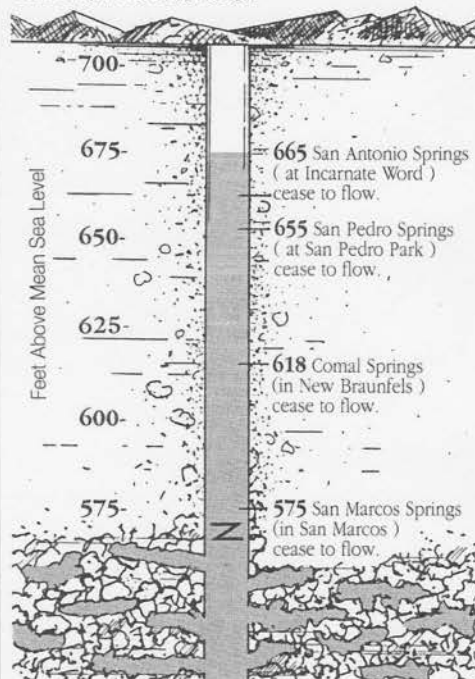 700-
675-
650-
625-
600-
575-
Feet Above Mean Sea Level
665 San Antonio Springs
( at Incarnate Word )
cease to flow.
655 San Pedro Springs
( at San Pedro Park )
cease to flow.
618 Comal Springs
(in New Braunfels )
cease to flow.
575 San Marcos Springs
(in San Marcos )
cease to flow.